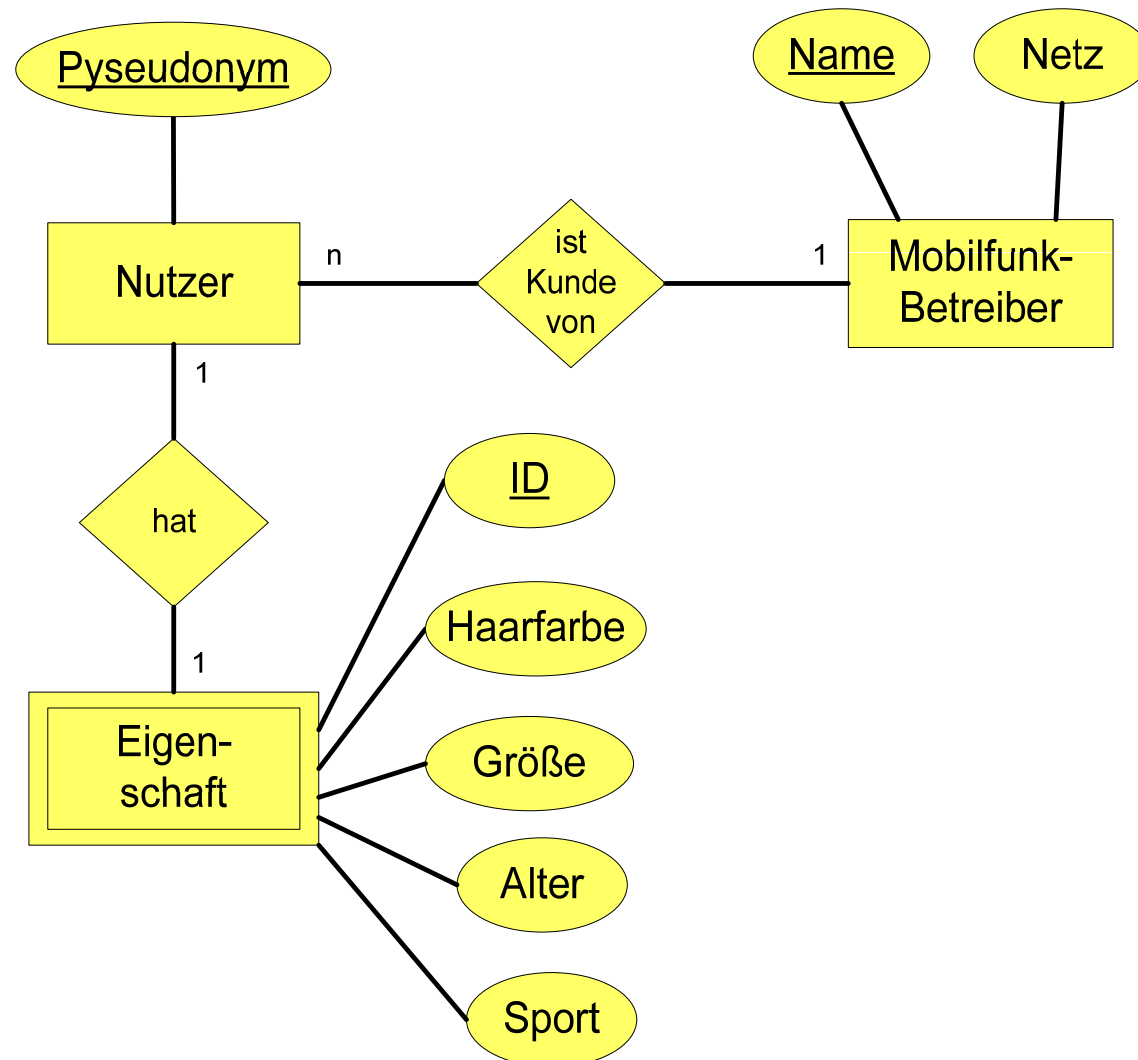 Pyseudonym
Name
Netz
Nutzer
n
ist
Kunde
von
1
Mobilfunk-
Betreiber
1
hat
1
ID
Haarfarbe
Größe
Alter
Sport
Eigen-
schaft